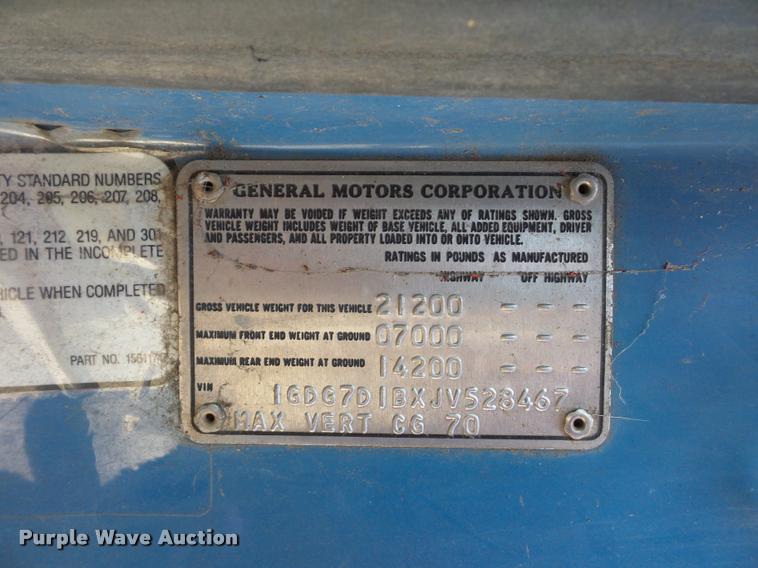 TY STANDARD NUMBERS
204, 205, 206, 207, 208,
121, 212, 219, AND 301
ED IN THE INCOMPLETE
HICLE WHEN COMPLETED
PART NO.
GENERAL MOTORS CORPORATION
WARRANTY MAY BE VOIDED IF WEIGHT EXCEEDS ANY OF RATINGS SHOWN. GROSS
VEHICLE WEIGHT INCLUDES WEIGHT OF BASE VEHICLE, ALL ADDED EQUIPMENT, DRIVER
AND PASSENGERS, AND ALL PROPERTY LOADED INTO OR ONTO VEHICLE.
RATINGS IN POUNDS AS MANUFACTURED
HIGHWAY OFF HIGHWAY
GROSS VEHICLE WEIGHT FOR THIS VEHICLE 21200 - - -
MAXIMUM FRONT END WEIGHT AT GROUND 07000 - - -
MAXIMUM REAR END WEIGHT AT GROUND 14200 - - -
VIN 1GDG7D1BXJV528467
MAX VERT CG 70
Purple Wave Auction